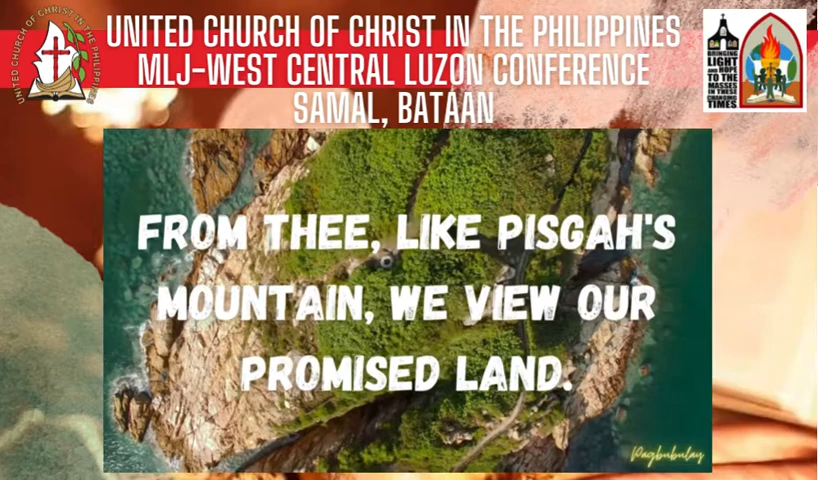 UNITED CHURCH OF CHRIST IN THE PHILIPPINES
MLJ-WEST CENTRAL LUZON CONFERENCE
SAMAL, BATAAN
UNITED CHURCH OF CHRIST IN THE PHILIPPINES
BRINGING
LIGHT
AND HOPE
TO THE
MASSES
IN THESE
CHANGING
TIMES
FROM THEE, LIKE PISGAH'S
MOUNTAIN, WE VIEW OUR
PROMISED LAND.
Pagbubulay